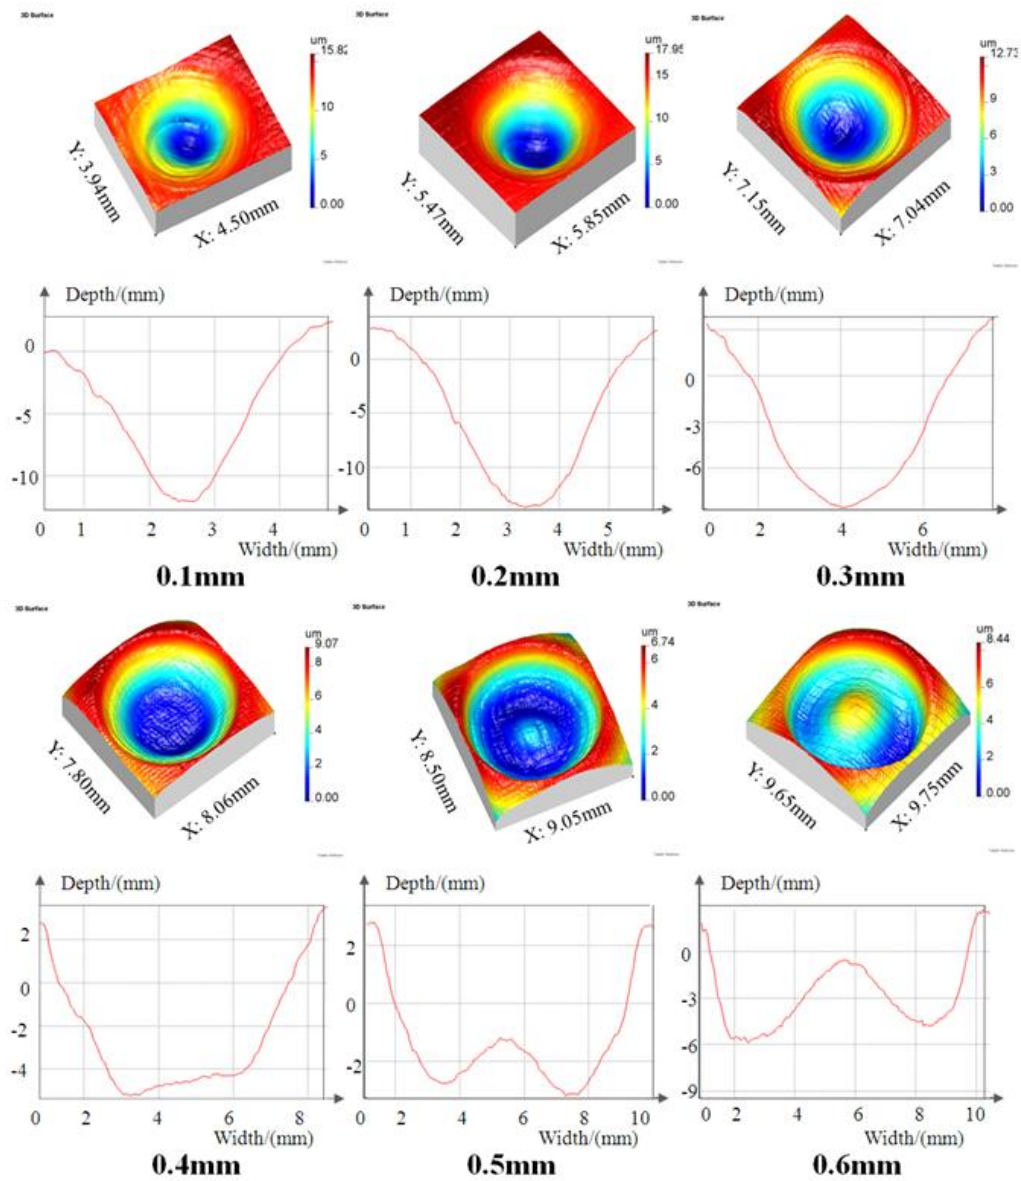 3D Surface
um
15.82
10
5
0.00
Y: 3.94mm
X: 4.50mm
3D Surface
um
17.95
15
10
5
0.00
Y: 5.47mm
X: 5.85mm
3D Surface
um
12.73
9
6
3
0.00
Y: 7.15mm
X: 7.04mm
Depth/(mm)
0
-5
-10
0 1 2 3 4
Width/(mm)
0.1mm
Depth/(mm)
0
-5
-10
0 1 2 3 4 5
Width/(mm)
0.2mm
Depth/(mm)
0
-3
-6
0 2 4 6
Width/(mm)
0.3mm
3D Surface
um
9.07
8
6
4
2
0.00
Y: 7.80mm
X: 8.06mm
3D Surface
um
6.74
6
4
2
0.00
Y: 8.50mm
X: 9.05mm
3D Surface
um
8.44
6
4
2
0.00
Y: 9.65mm
X: 9.75mm
Depth/(mm)
2
0
-2
-4
0 2 4 6 8
Width/(mm)
0.4mm
Depth/(mm)
2
0
-2
0 2 4 6 8 10
Width/(mm)
0.5mm
Depth/(mm)
0
-3
-6
-9
0 2 4 6 8 10
Width/(mm)
0.6mm